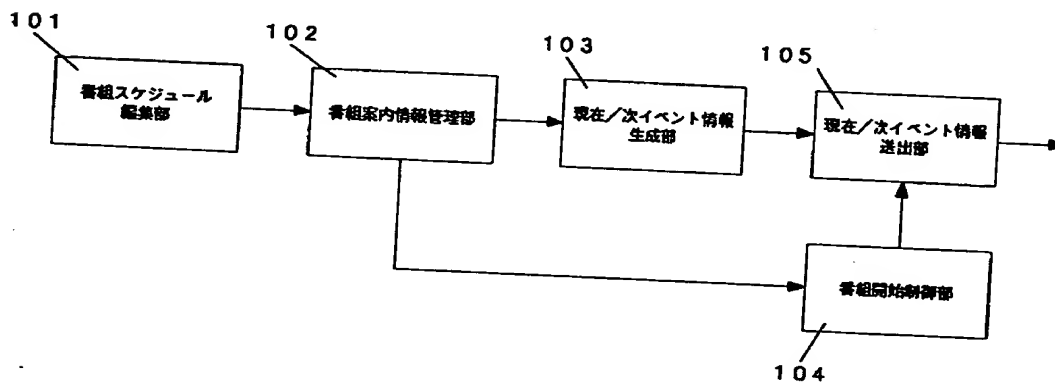 101
番組スケジュール
編集部
102
番組案内情報管理部
103
現在/次イベント情報
生成部
105
現在/次イベント情報
送出部
番組開始制御部
104